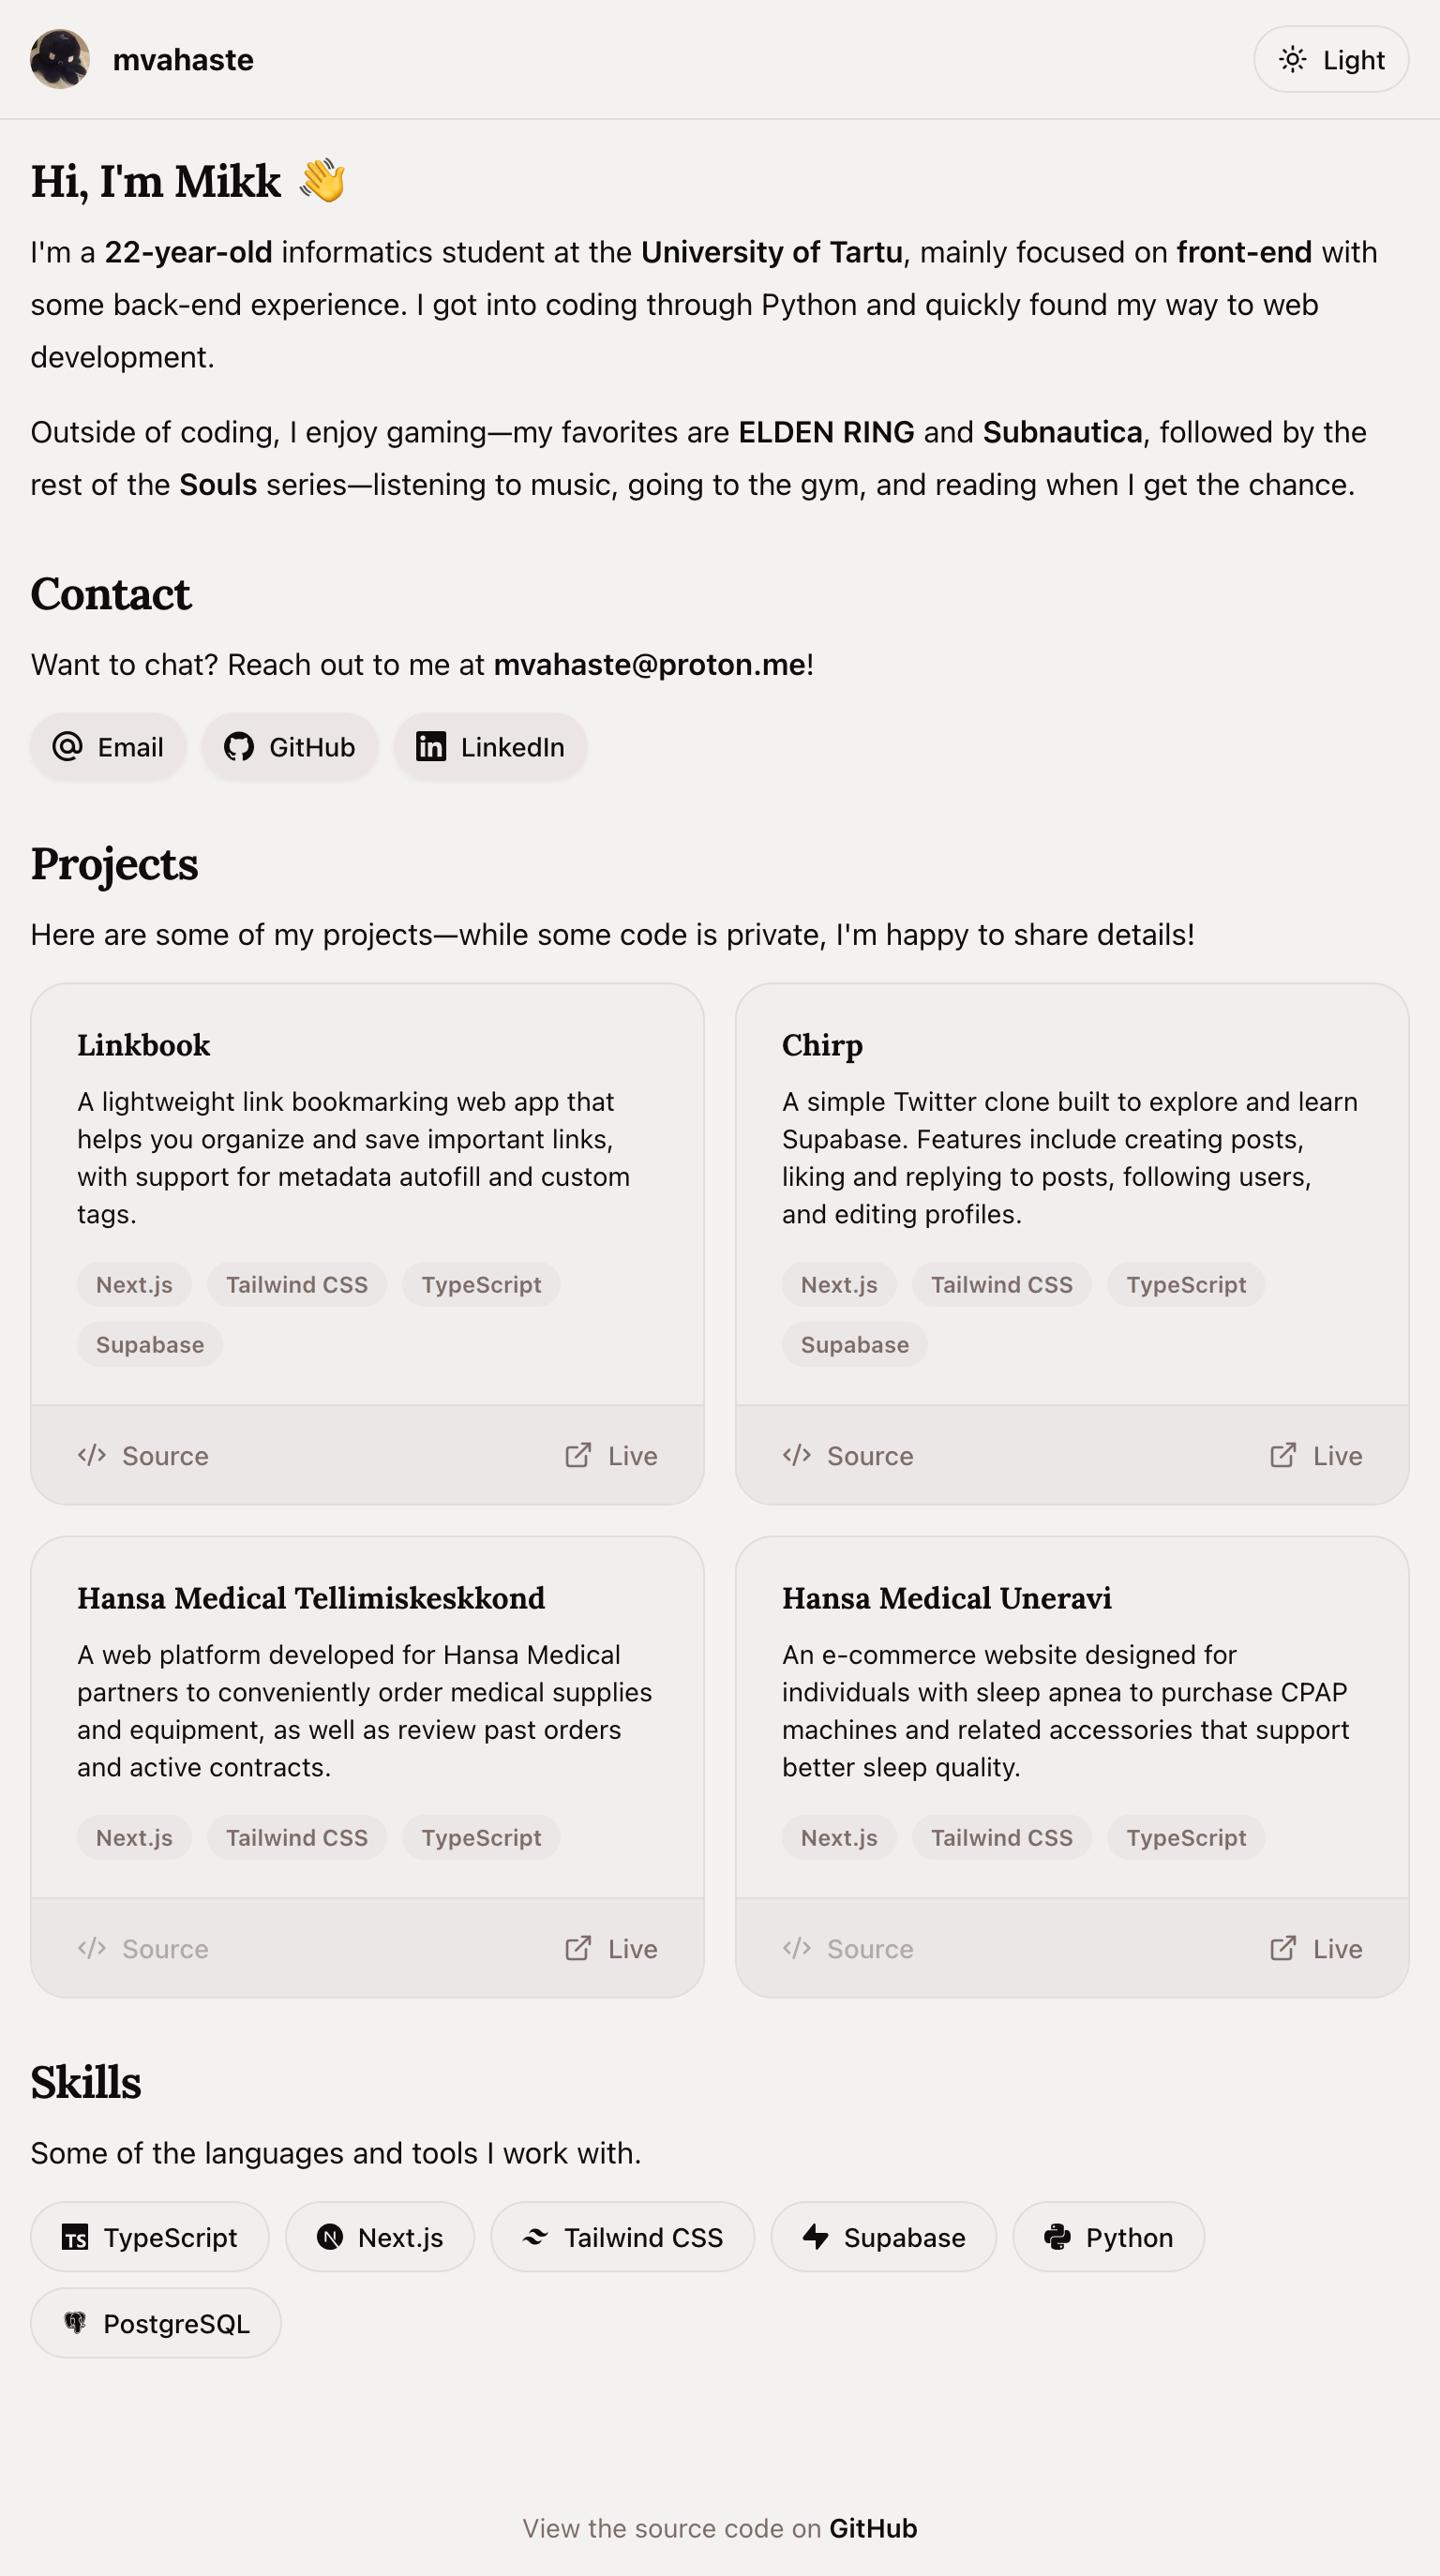 mvahaste
Light
Hi, I'm Mikk 👋
I'm a 22-year-old informatics student at the University of Tartu, mainly focused on front-end with
some back-end experience. I got into coding through Python and quickly found my way to web
development.
Outside of coding, I enjoy gaming—my favorites are ELDEN RING and Subnautica, followed by the
rest of the Souls series—listening to music, going to the gym, and reading when I get the chance.
Contact
Want to chat? Reach out to me at mvahaste@proton.me!
Email GitHub LinkedIn
Projects
Here are some of my projects—while some code is private, I'm happy to share details!
Linkbook
A lightweight link bookmarking web app that
helps you organize and save important links,
with support for metadata autofill and custom
tags.
Next.js Tailwind CSS TypeScript
Supabase
Source Live
Chirp
A simple Twitter clone built to explore and learn
Supabase. Features include creating posts,
liking and replying to posts, following users,
and editing profiles.
Next.js Tailwind CSS TypeScript
Supabase
Source Live
Hansa Medical Tellimiskeskkond
A web platform developed for Hansa Medical
partners to conveniently order medical supplies
and equipment, as well as review past orders
and active contracts.
Next.js Tailwind CSS TypeScript
Source Live
Hansa Medical Uneravi
An e-commerce website designed for
individuals with sleep apnea to purchase CPAP
machines and related accessories that support
better sleep quality.
Next.js Tailwind CSS TypeScript
Source Live
Skills
Some of the languages and tools I work with.
TypeScript Next.js Tailwind CSS Supabase Python
PostgreSQL
View the source code on GitHub